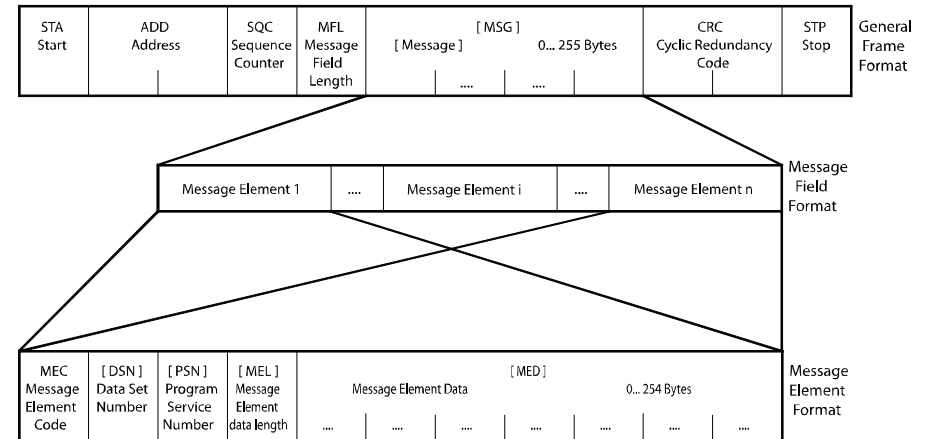 STA
Start
ADD
Address
SQC
Sequence
Counter
MFL
Message
Field
Length
[ MSG ]
[ Message ] 0... 255 Bytes
.... ....
CRC
Cyclic Redundancy
Code
STP
Stop
General
Frame
Format
Message Element 1 .... Message Element i .... Message Element n
Message
Field
Format
MEC
Message
Element
Code
[ DSN ]
Data Set
Number
[ PSN ]
Program
Service
Number
[ MEL ]
Message
Element
data length
[ MED ]
Message Element Data 0... 254 Bytes
.... .... .... .... .... .... ....
Message
Element
Format